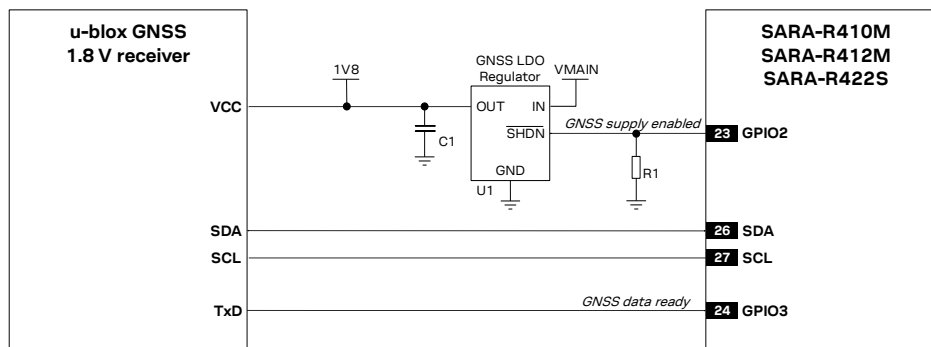 u-blox GNSS
1.8 V receiver
SARA-R410M
SARA-R412M
SARA-R422S
GNSS LDO
Regulator
1V8
VMAIN
VCC
OUT
IN
GNSS supply enabled
SHDN
23 GPIO2
C1
GND
R1
U1
SDA
26 SDA
SCL
27 SCL
GNSS data ready
TxD
24 GPIO3